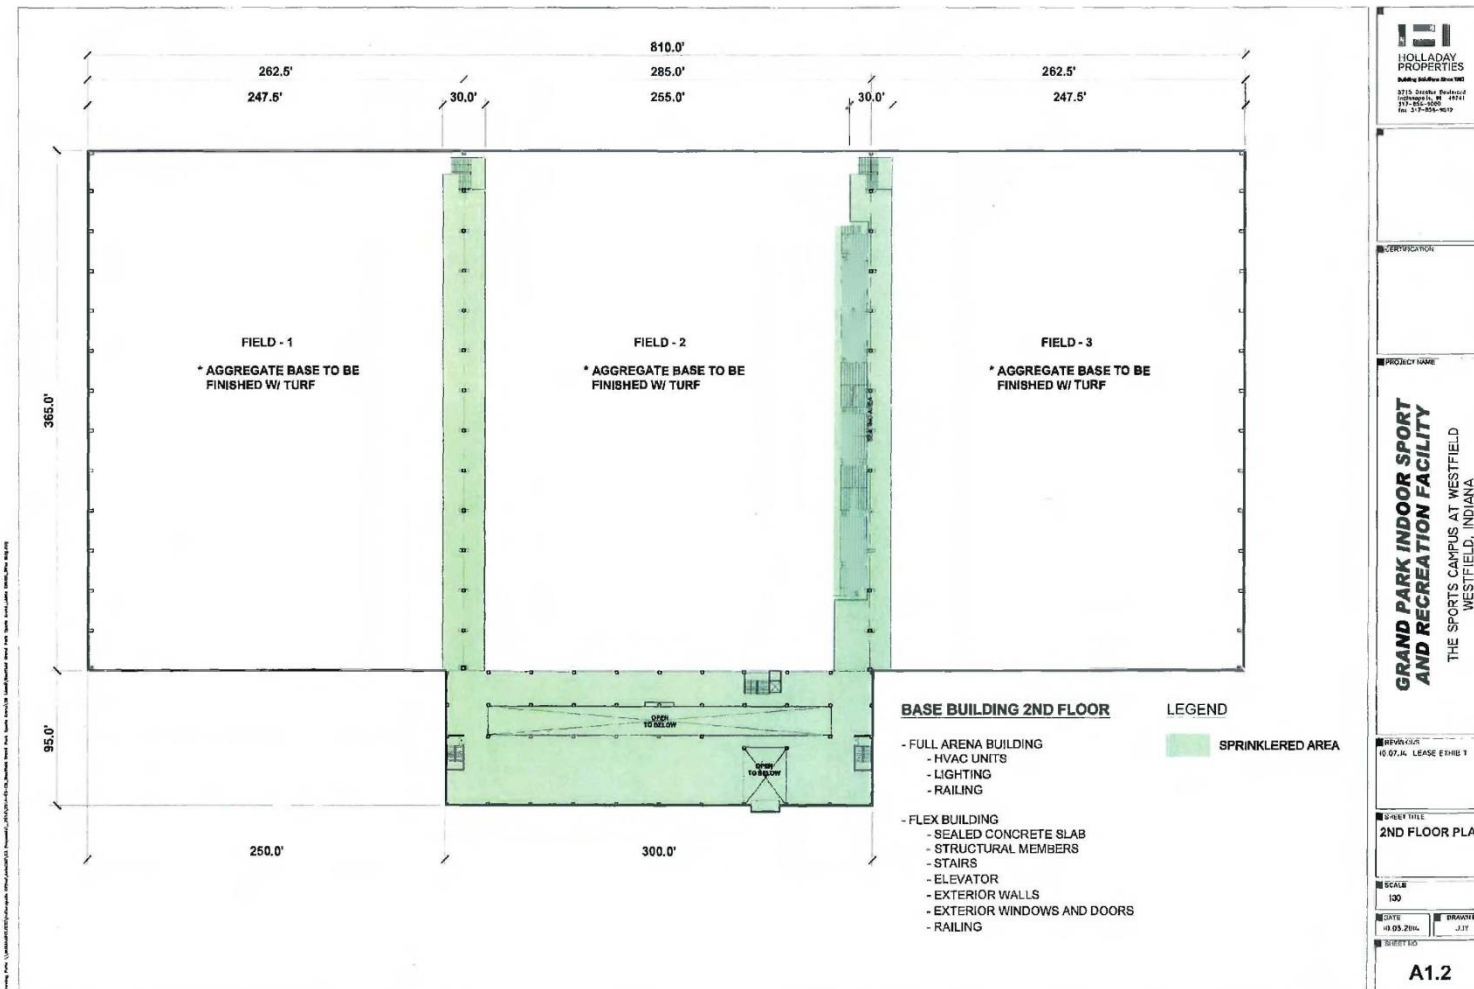 810.0'
262.5'
285.0'
262.5'
247.5'
30.0'
255.0'
30.0'
247.5'
365.0'
95.0'
FIELD - 1
* AGGREGATE BASE TO BE
FINISHED W/ TURF
FIELD - 2
* AGGREGATE BASE TO BE
FINISHED W/ TURF
FIELD - 3
* AGGREGATE BASE TO BE
FINISHED W/ TURF
OPEN
TO BELOW
OPEN
TO BELOW
250.0'
300.0'
BASE BUILDING 2ND FLOOR
- FULL ARENA BUILDING
- HVAC UNITS
- LIGHTING
- RAILING
- FLEX BUILDING
- SEALED CONCRETE SLAB
- STRUCTURAL MEMBERS
- STAIRS
- ELEVATOR
- EXTERIOR WALLS
- EXTERIOR WINDOWS AND DOORS
- RAILING
LEGEND
SPRINKLERED AREA
HOLLADAY
PROPERTIES
CERTIFICATION
PROJECT NAME
GRAND PARK INDOOR SPORT
AND RECREATION FACILITY
THE SPORTS CAMPUS AT WESTFIELD
WESTFIELD, INDIANA
REVISIONS
LEASE
SHEET TITLE
2ND FLOOR PLA
SCALE
DATE
SHEET NO
A1.2